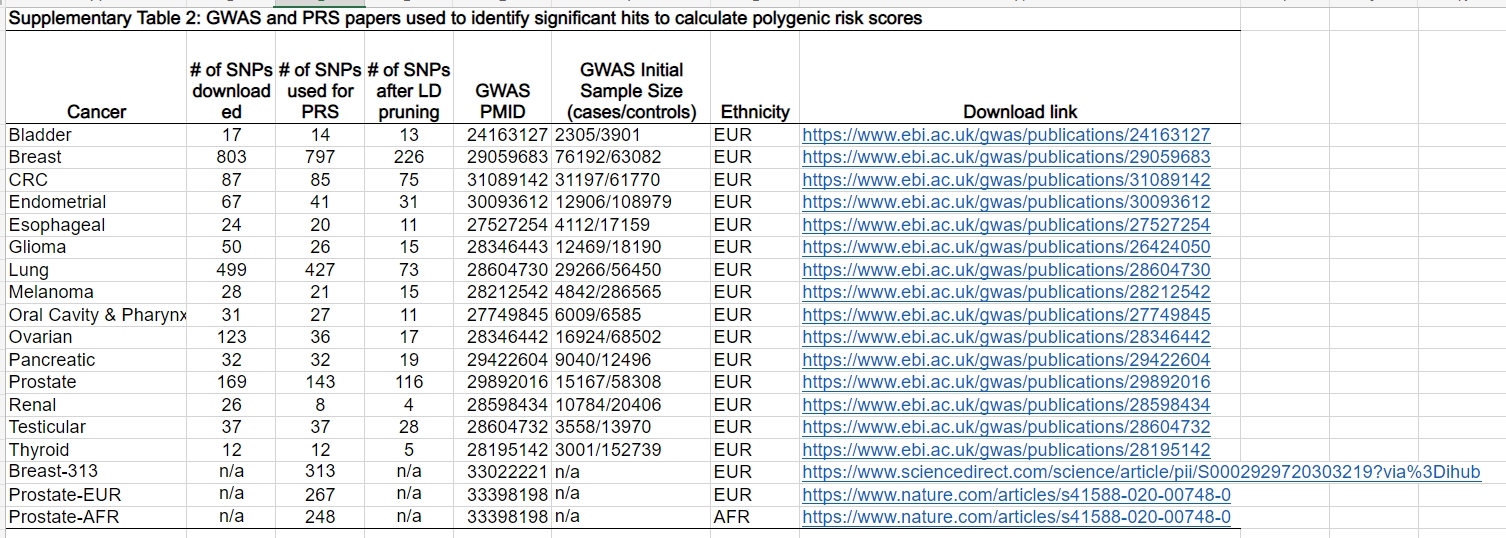 Supplementary Table 2: GWAS and PRS papers used to identify significant hits to calculate polygenic risk scores
Cancer # of SNPs downloaded # of SNPs used for PRS # of SNPs after LD pruning GWAS PMID GWAS Initial Sample Size (cases/controls) Ethnicity Download link
Bladder 17 14 13 24163127 2305/3901 EUR https://www.ebi.ac.uk/gwas/publications/24163127
Breast 803 797 226 29059683 76192/63082 EUR https://www.ebi.ac.uk/gwas/publications/29059683
CRC 87 85 75 31089142 31197/61770 EUR https://www.ebi.ac.uk/gwas/publications/31089142
Endometrial 67 41 31 30093612 12906/108979 EUR https://www.ebi.ac.uk/gwas/publications/30093612
Esophageal 24 20 11 27527254 4112/17159 EUR https://www.ebi.ac.uk/gwas/publications/27527254
Glioma 50 26 15 28346443 12469/18190 EUR https://www.ebi.ac.uk/gwas/publications/26424050
Lung 499 427 73 28604730 29266/56450 EUR https://www.ebi.ac.uk/gwas/publications/28604730
Melanoma 28 21 15 28212542 4842/286565 EUR https://www.ebi.ac.uk/gwas/publications/28212542
Oral Cavity & Pharynx 31 27 11 27749845 6009/6585 EUR https://www.ebi.ac.uk/gwas/publications/27749845
Ovarian 123 36 17 28346442 16924/68502 EUR https://www.ebi.ac.uk/gwas/publications/28346442
Pancreatic 32 32 19 29422604 9040/12496 EUR https://www.ebi.ac.uk/gwas/publications/29422604
Prostate 169 143 116 29892016 15167/58308 EUR https://www.ebi.ac.uk/gwas/publications/29892016
Renal 26 8 4 28598434 10784/20406 EUR https://www.ebi.ac.uk/gwas/publications/28598434
Testicular 37 37 28 28604732 3558/13970 EUR https://www.ebi.ac.uk/gwas/publications/28604732
Thyroid 12 12 5 28195142 3001/152739 EUR https://www.ebi.ac.uk/gwas/publications/28195142
Breast-313 n/a 313 n/a 33022221 n/a EUR https://www.sciencedirect.com/science/article/pii/S0002929720303219?via%3Dihub
Prostate-EUR n/a 267 n/a 33398198 n/a EUR https://www.nature.com/articles/s41588-020-00748-0
Prostate-AFR n/a 248 n/a 33398198 n/a AFR https://www.nature.com/articles/s41588-020-00748-0